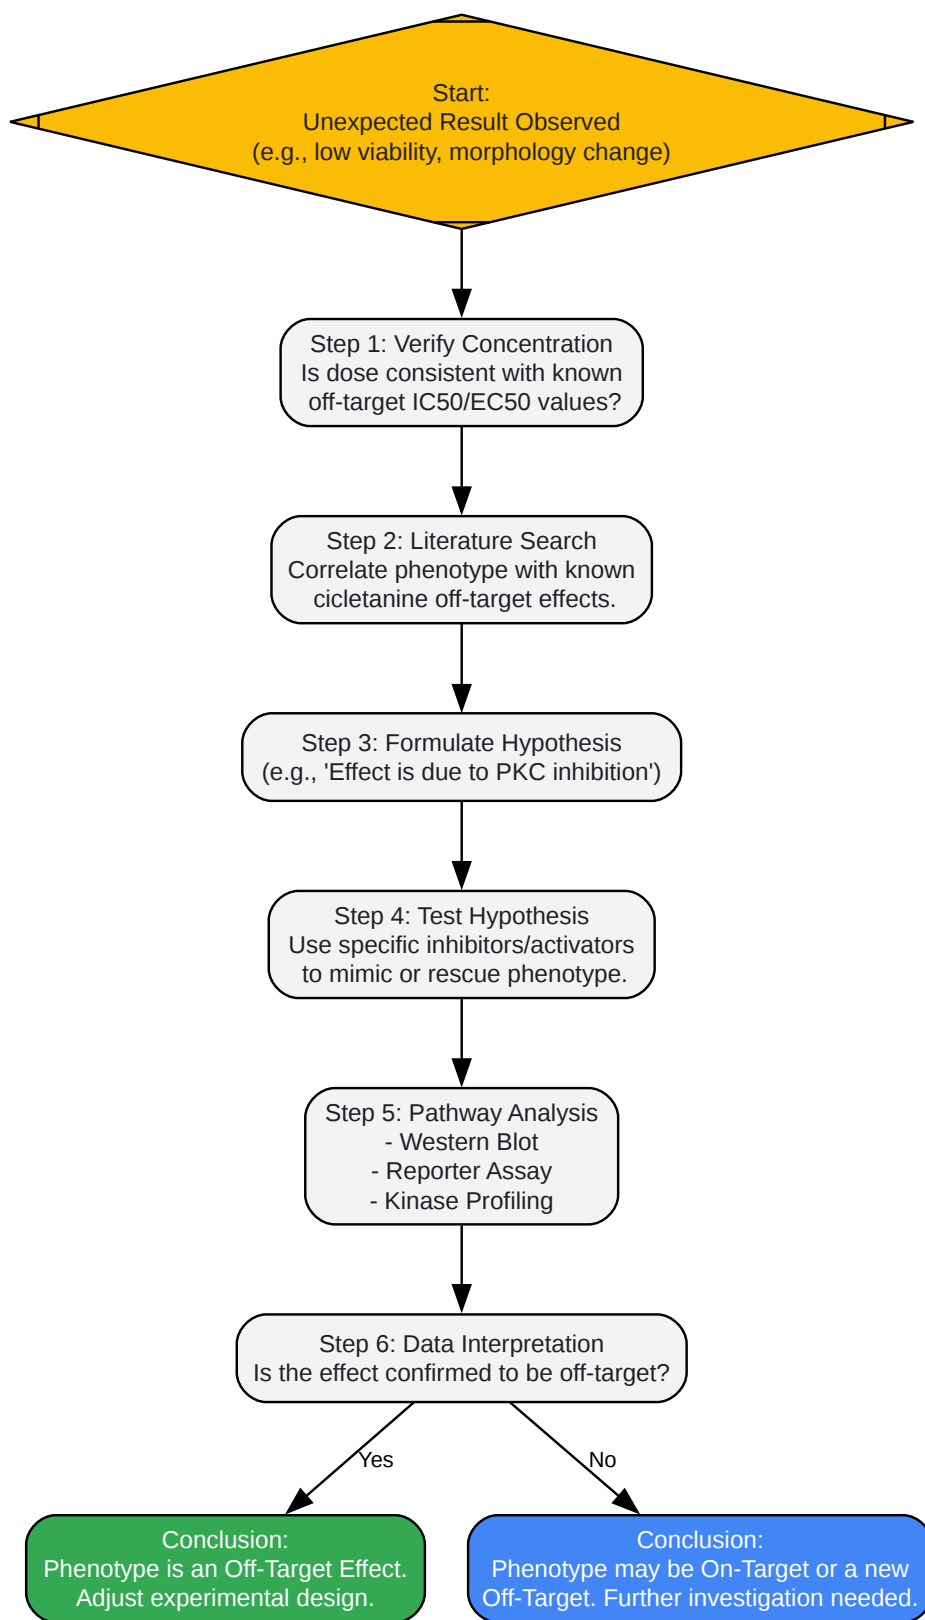 Start:
Unexpected Result Observed
(e.g., low viability, morphology change)
Step 1: Verify Concentration
Is dose consistent with known
off-target IC50/EC50 values?
Step 2: Literature Search
Correlate phenotype with known
cicletanine off-target effects.
Step 3: Formulate Hypothesis
(e.g., 'Effect is due to PKC inhibition')
Step 4: Test Hypothesis
Use specific inhibitors/activators
to mimic or rescue phenotype.
Step 5: Pathway Analysis
- Western Blot
- Reporter Assay
- Kinase Profiling
Step 6: Data Interpretation
Is the effect confirmed to be off-target?
Yes
No
Conclusion:
Phenotype is an Off-Target Effect.
Adjust experimental design.
Conclusion:
Phenotype may be On-Target or a new
Off-Target. Further investigation needed.